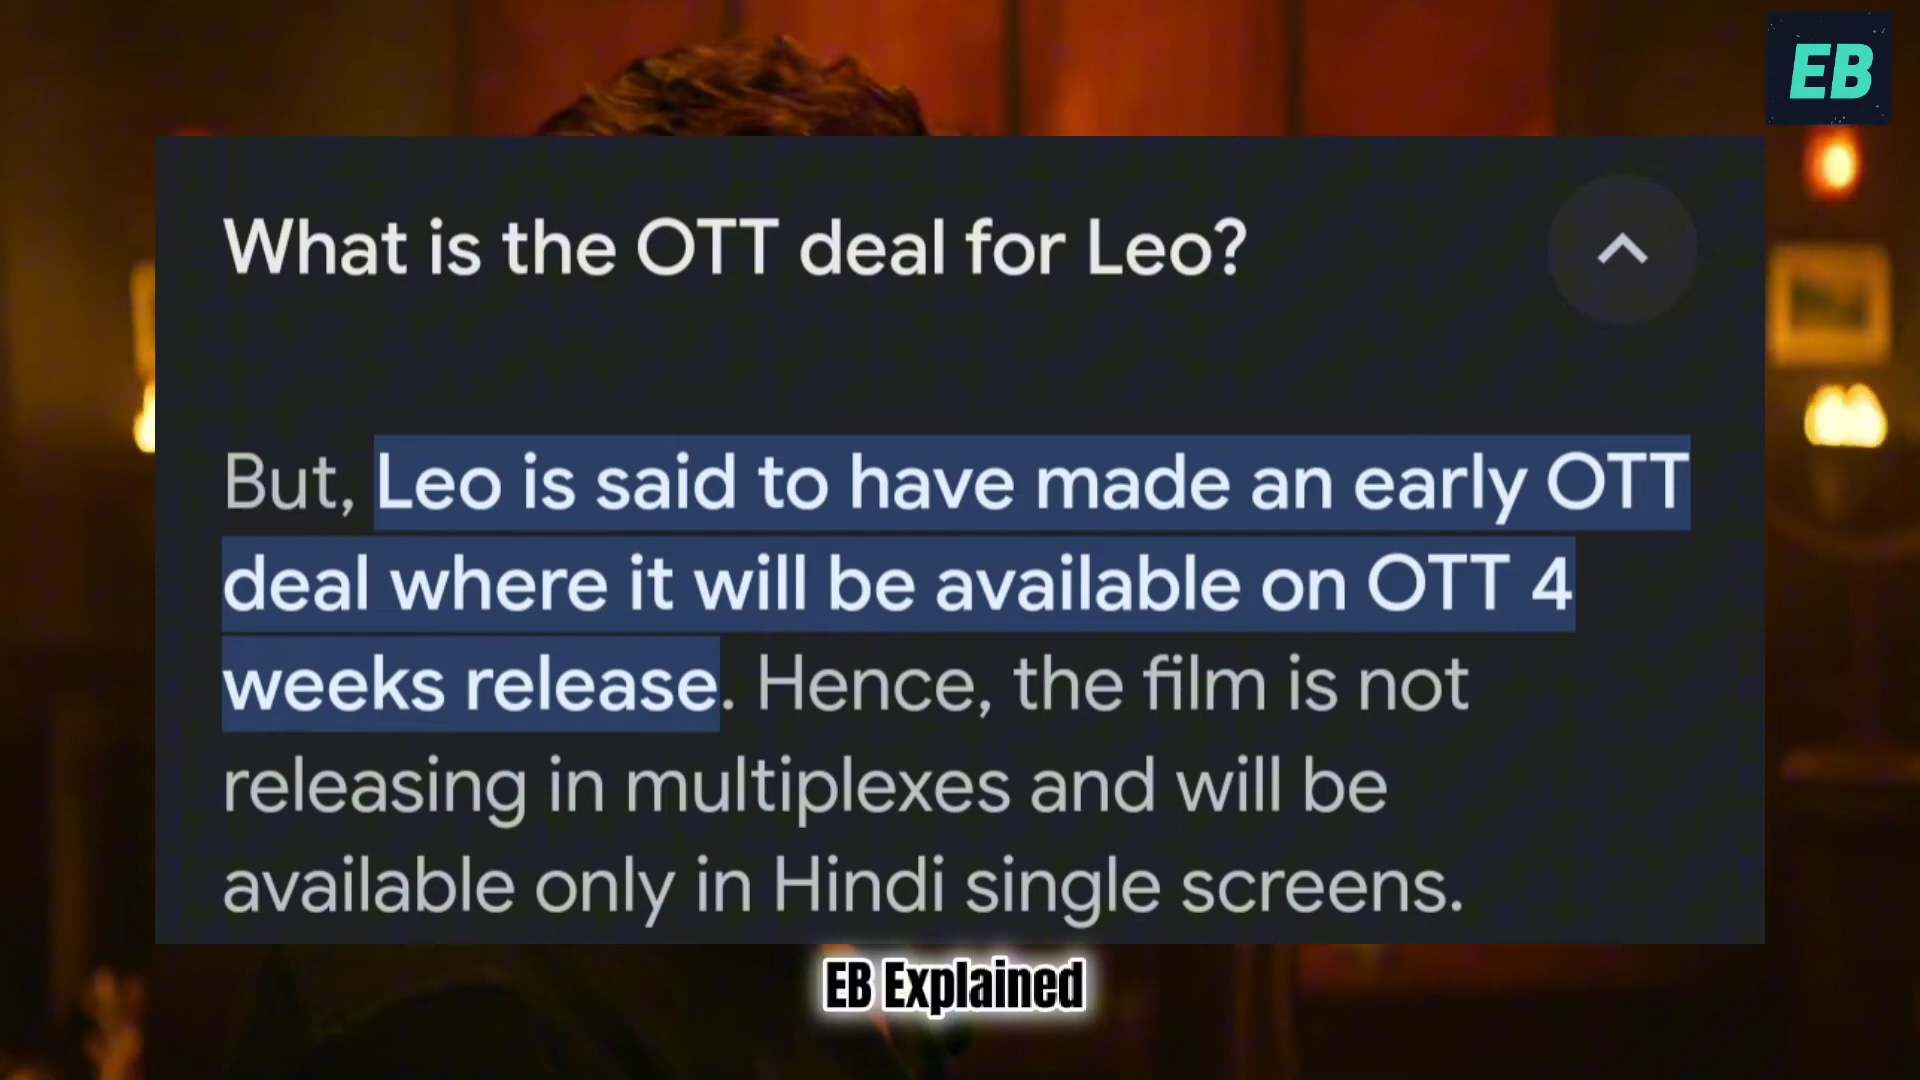 EB
What is the OTT deal for Leo?
But, Leo is said to have made an early OTT
deal where it will be available on OTT 4
weeks release. Hence, the film is not
releasing in multiplexes and will be
available only in Hindi single screens.
EB Explained